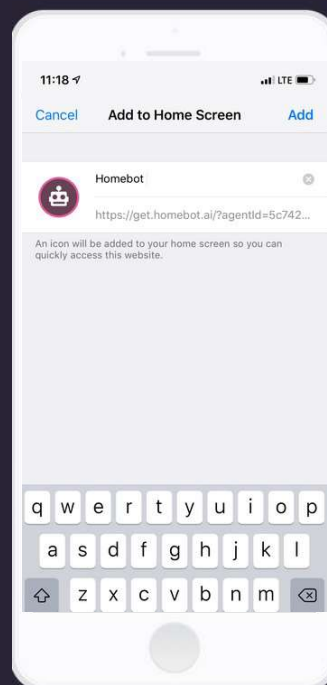 11:18
LTE
Cancel Add to Home Screen Add
Homebot
https://get.homebot.ai/?agentId=5c742...
An icon will be added to your home screen so you can
quickly access this website.
q w e r t y u i o p
a s d f g h j k l
z x c v b n m